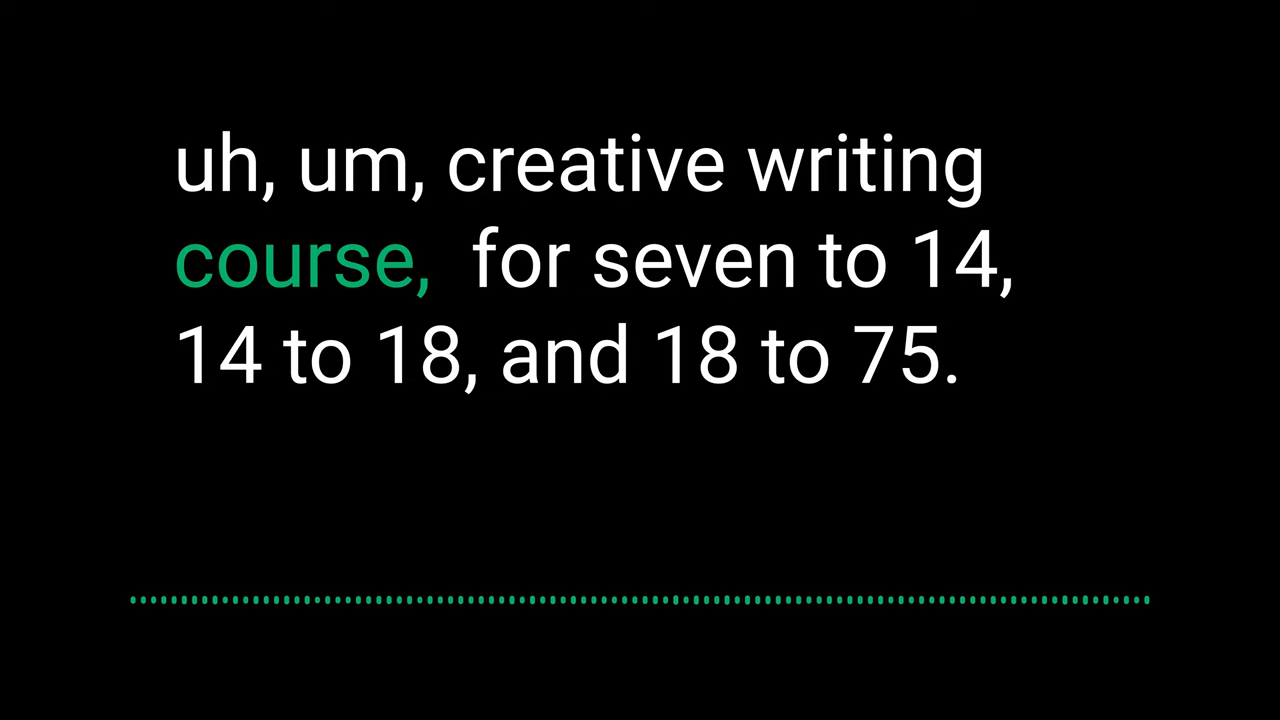 uh, um, creative writing
course, for seven to 14,
14 to 18, and 18 to 75.